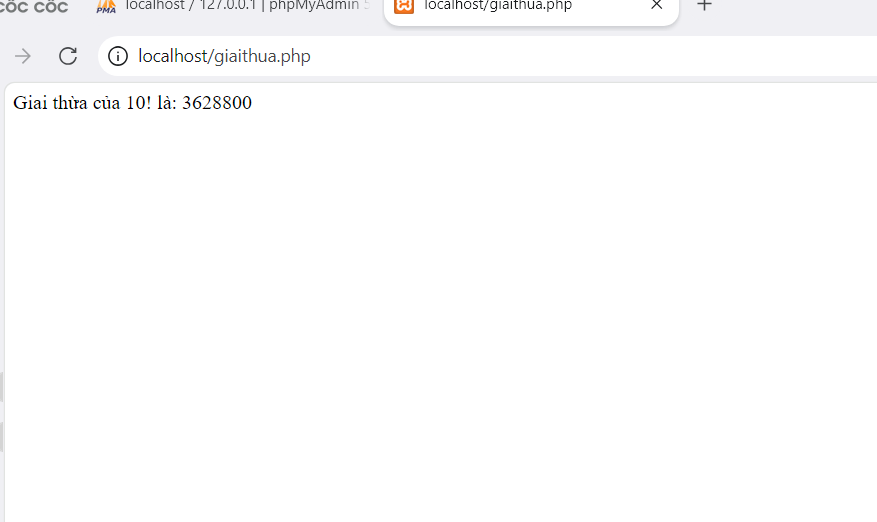 cốc cốc
localhost / 127.0.0.1 | phpMyAdmin
localhost/giaithua.php
localhost/giaithua.php
Giai thừa của 10! là: 3628800